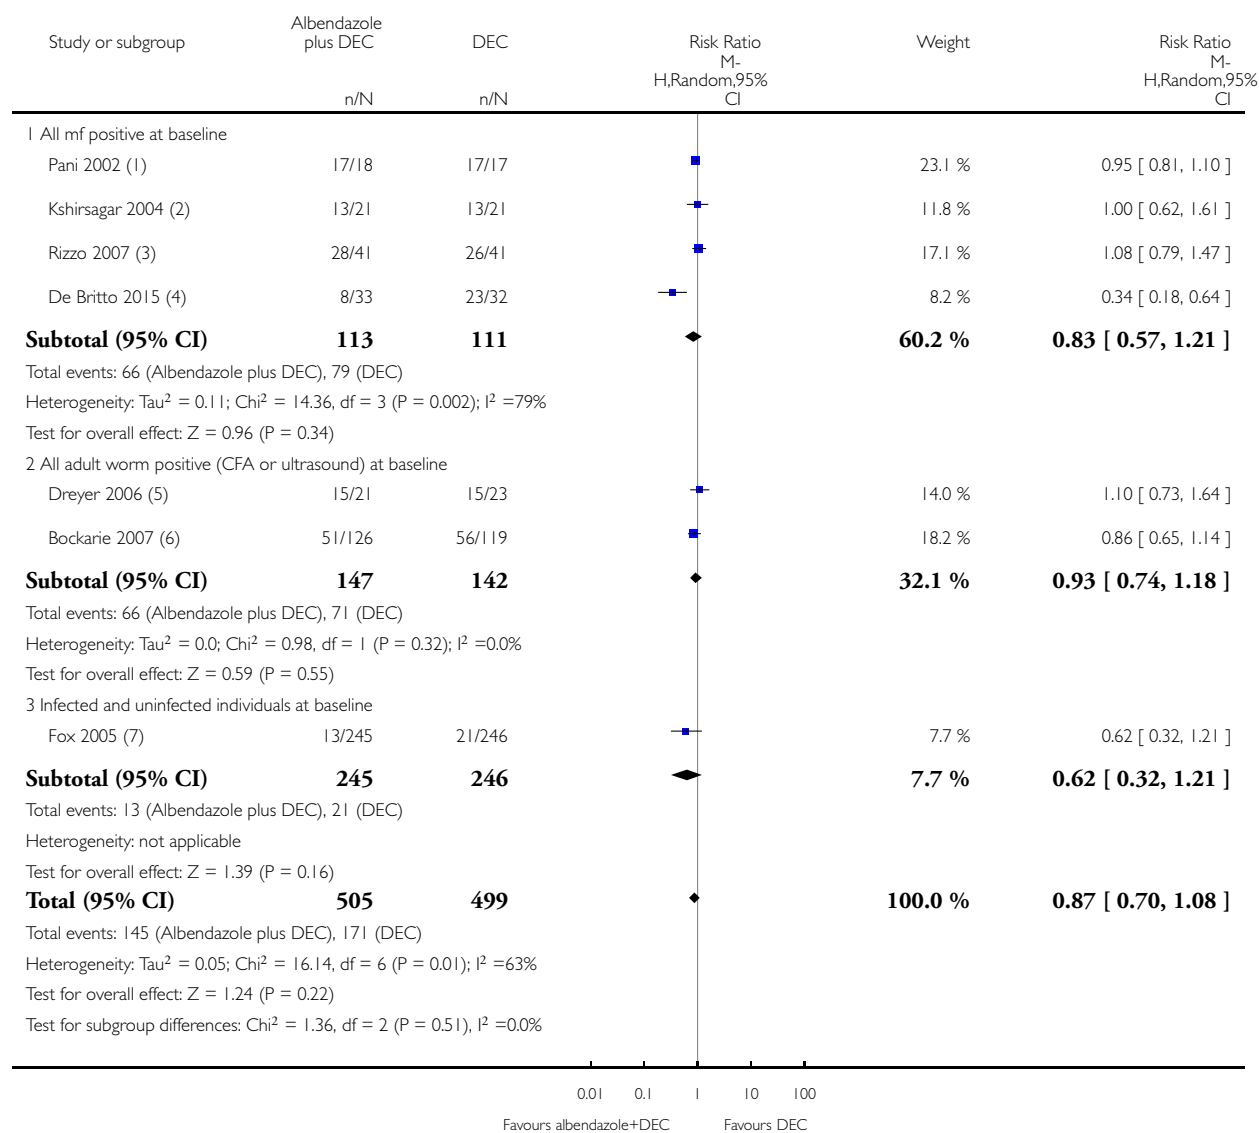 Study or subgroup Albendazole plus DEC DEC Risk Ratio Weight Risk Ratio
M-H,Random,95% CI M-H,Random,95% CI
n/N n/N
1 All mf positive at baseline
Pani 2002 (1) 17/18 17/17 23.1 % 0.95 [ 0.81, 1.10 ]
Kshirsagar 2004 (2) 13/21 13/21 11.8 % 1.00 [ 0.62, 1.61 ]
Rizzo 2007 (3) 28/41 26/41 17.1 % 1.08 [ 0.79, 1.47 ]
De Britto 2015 (4) 8/33 23/32 8.2 % 0.34 [ 0.18, 0.64 ]
Subtotal (95% CI) 113 111 60.2 % 0.83 [ 0.57, 1.21 ]
Total events: 66 (Albendazole plus DEC), 79 (DEC)
Heterogeneity: Tau² = 0.11; Chi² = 14.36, df = 3 (P = 0.002); I² =79%
Test for overall effect: Z = 0.96 (P = 0.34)
2 All adult worm positive (CFA or ultrasound) at baseline
Dreyer 2006 (5) 15/21 15/23 14.0 % 1.10 [ 0.73, 1.64 ]
Bockarie 2007 (6) 51/126 56/119 18.2 % 0.86 [ 0.65, 1.14 ]
Subtotal (95% CI) 147 142 32.1 % 0.93 [ 0.74, 1.18 ]
Total events: 66 (Albendazole plus DEC), 71 (DEC)
Heterogeneity: Tau² = 0.0; Chi² = 0.98, df = 1 (P = 0.32); I² =0.0%
Test for overall effect: Z = 0.59 (P = 0.55)
3 Infected and uninfected individuals at baseline
Fox 2005 (7) 13/245 21/246 7.7 % 0.62 [ 0.32, 1.21 ]
Subtotal (95% CI) 245 246 7.7 % 0.62 [ 0.32, 1.21 ]
Total events: 13 (Albendazole plus DEC), 21 (DEC)
Heterogeneity: not applicable
Test for overall effect: Z = 1.39 (P = 0.16)
Total (95% CI) 505 499 100.0 % 0.87 [ 0.70, 1.08 ]
Total events: 145 (Albendazole plus DEC), 171 (DEC)
Heterogeneity: Tau² = 0.05; Chi² = 16.14, df = 6 (P = 0.01); I² =63%
Test for overall effect: Z = 1.24 (P = 0.22)
Test for subgroup differences: Chi² = 1.36, df = 2 (P = 0.51), I² =0.0%
0.01 0.1 1 10 100
Favours albendazole+DEC Favours DEC